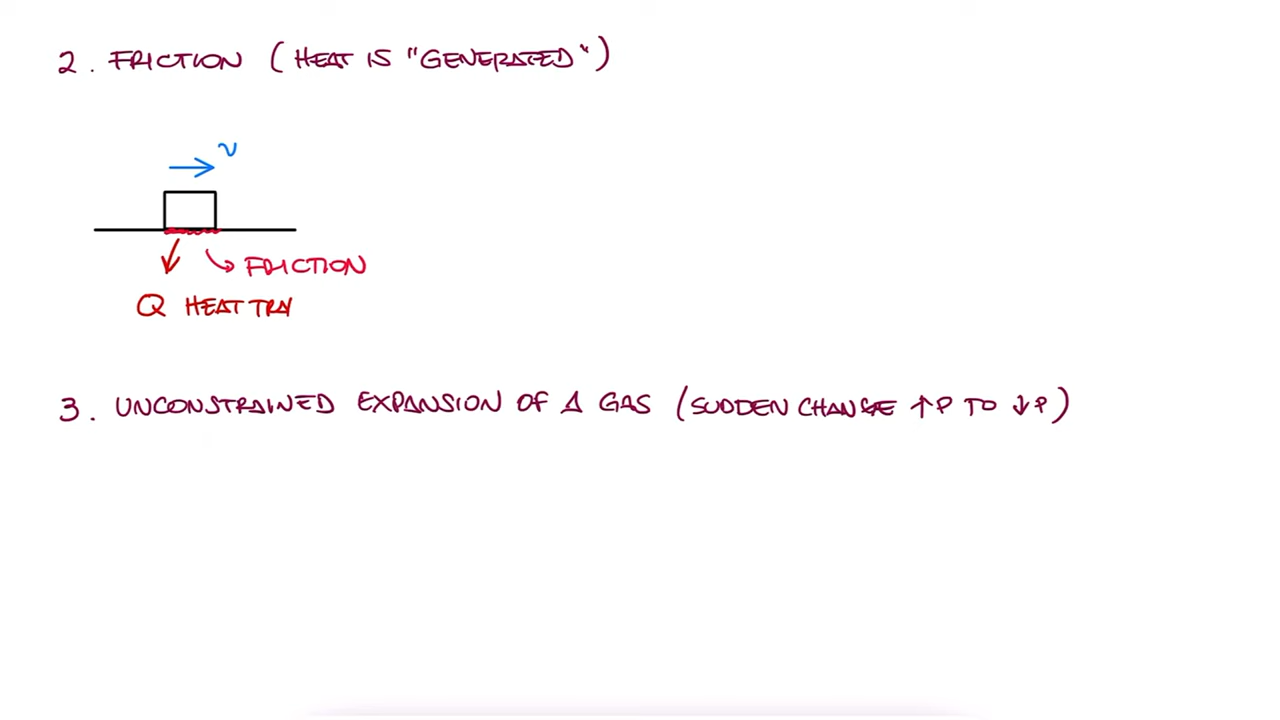 2. FRICTION (HEAT IS "GENERATED")
v
FRICTION
Q HEAT TRA
3. UNCONSTRAINED EXPANSION OF A GAS (SUDDEN CHANGE ↑P TO ↓P)